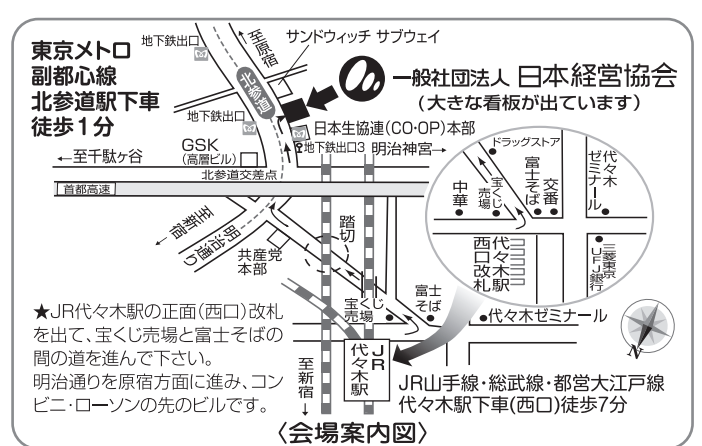 東京メトロ
副都心線
北参道駅下車
徒歩1分
地下鉄出口
至原宿
サンドウィッチ サブウェイ
北参道
一般社団法人 日本経営協会
(大きな看板が出ています)
地下鉄出口
日本生協連(CO・OP)本部
地下鉄出口3
明治神宮→
GSK
(高層ビル)
←至千駄ヶ谷
北参道交差点
首都高速
至新宿
明治通り
共産党
本部
踏切
ドラッグストア
中華
宝くじ
売場
富士そば
交番
代々木
ゼミナール
代々木駅
西口改札
三菱東京
UFJ銀行
宝くじ
売場
富士
そば
代々木ゼミナール
JR
代々木駅
至新宿
N
★JR代々木駅の正面(西口)改札
を出て、宝くじ売場と富士そばの
間の道を進んで下さい。
明治通りを原宿方面に進み、コン
ビニ・ローソンの先のビルです。
JR山手線・総武線・都営大江戸線
代々木駅下車(西口)徒歩7分
〈会場案内図〉